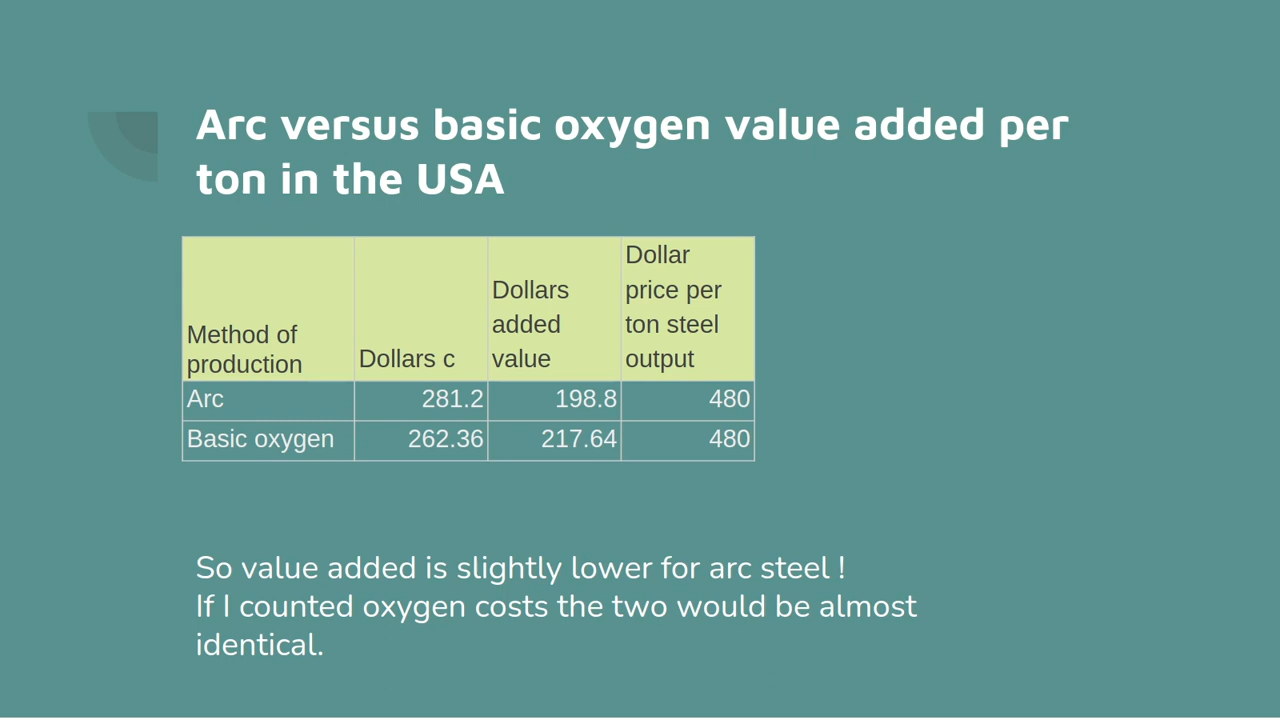 Arc versus basic oxygen value added per
ton in the USA
Method of
production
Dollars c
Dollars
added
value
Dollar
price per
ton steel
output
Arc 281.2 198.8 480
Basic oxygen 262.36 217.64 480
So value added is slightly lower for arc steel !
If I counted oxygen costs the two would be almost
identical.